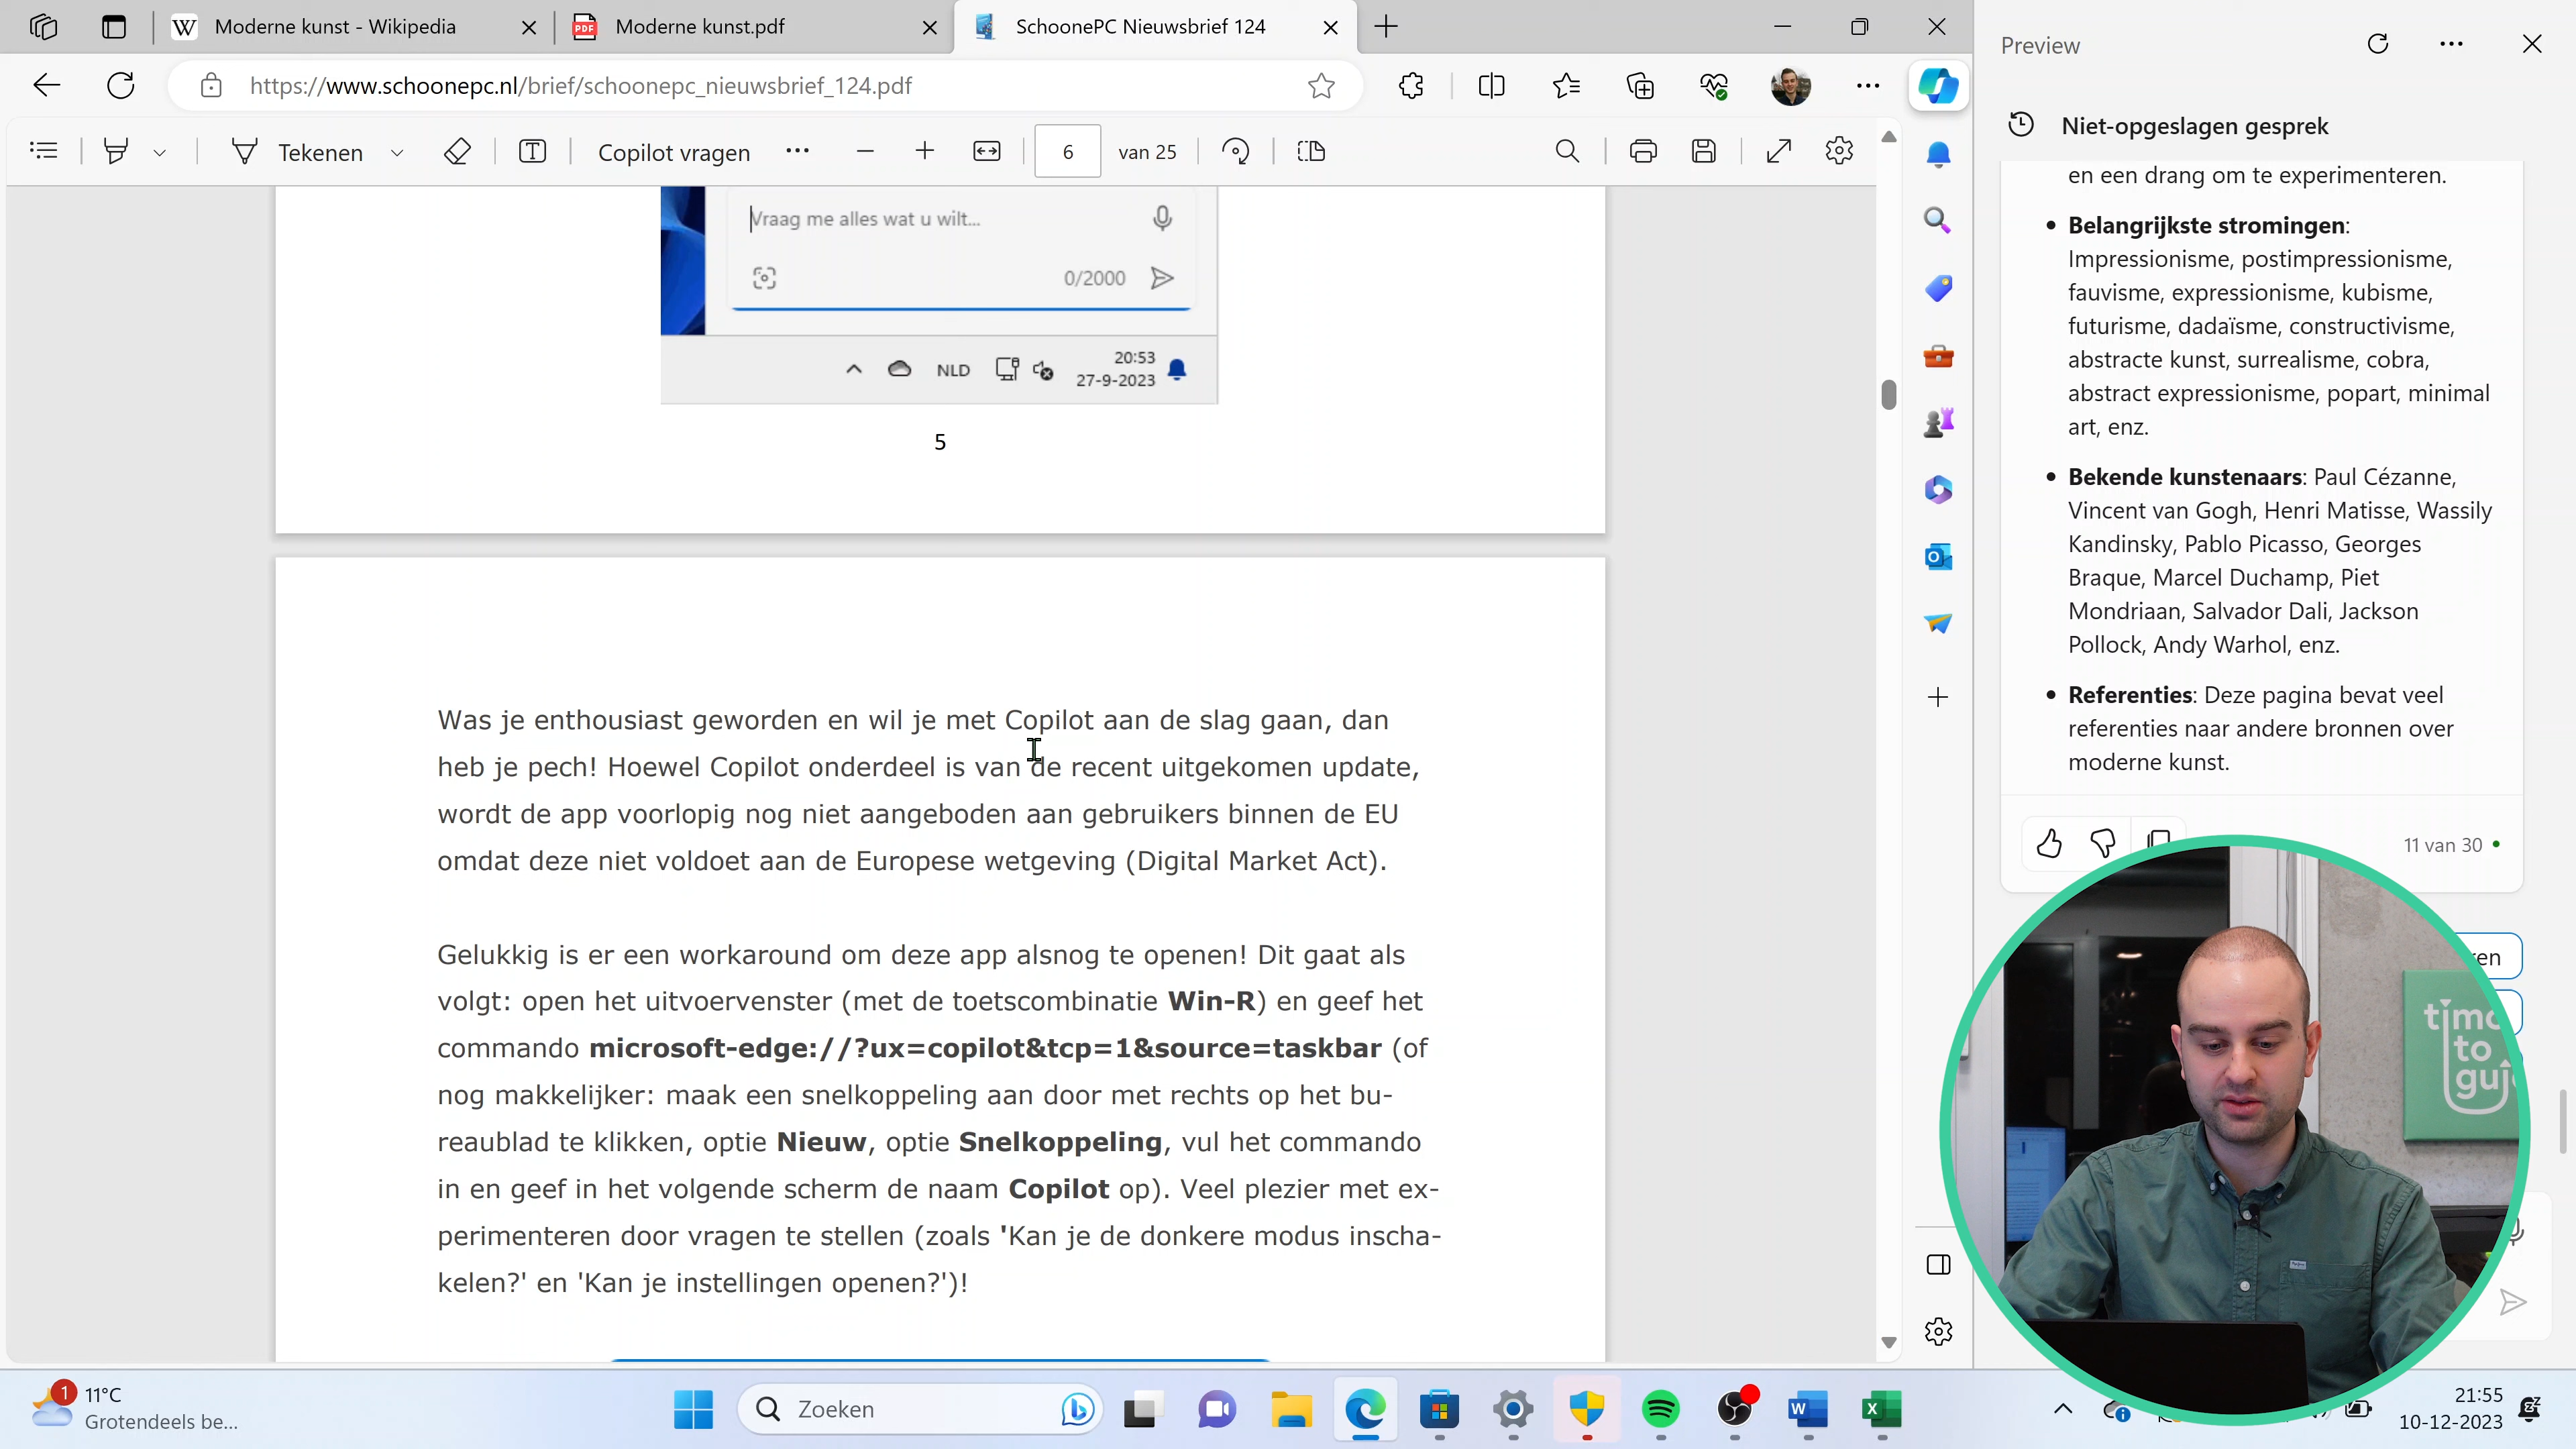 Moderne kunst - Wikipedia
Moderne kunst.pdf
SchoonePC Nieuwsbrief 124
https://www.schoonepc.nl/brief/schoonepc_nieuwsbrief_124.pdf
Tekenen
Copilot vragen
6
van 25
Vraag me alles wat u wilt...
0/2000
NLD
20:53
27-9-2023
5
Was je enthousiast geworden en wil je met Copilot aan de slag gaan, dan
heb je pech! Hoewel Copilot onderdeel is van de recent uitgekomen update,
wordt de app voorlopig nog niet aangeboden aan gebruikers binnen de EU
omdat deze niet voldoet aan de Europese wetgeving (Digital Market Act).
Gelukkig is er een workaround om deze app alsnog te openen! Dit gaat als
volgt: open het uitvoervenster (met de toetscombinatie Win-R) en geef het
commando microsoft-edge://?ux=copilot&tcp=1&source=taskbar (of
nog makkelijker: maak een snelkoppeling aan door met rechts op het bu-
reaublad te klikken, optie Nieuw, optie Snelkoppeling, vul het commando
in en geef in het volgende scherm de naam Copilot op). Veel plezier met ex-
perimenteren door vragen te stellen (zoals 'Kan je de donkere modus inscha-
kelen?' en 'Kan je instellingen openen?')!
Preview
Niet-opgeslagen gesprek
en een drang om te experimenteren.
Belangrijkste stromingen:
Impressionisme, postimpressionisme,
fauvisme, expressionisme, kubisme,
futurisme, dadaïsme, constructivisme,
abstracte kunst, surrealisme, cobra,
abstract expressionisme, popart, minimal
art, enz.
Bekende kunstenaars: Paul Cézanne,
Vincent van Gogh, Henri Matisse, Wassily
Kandinsky, Pablo Picasso, Georges
Braque, Marcel Duchamp, Piet
Mondriaan, Salvador Dali, Jackson
Pollock, Andy Warhol, enz.
Referenties: Deze pagina bevat veel
referenties naar andere bronnen over
moderne kunst.
11 van 30
en
to
1
11°C
Grotendeels be...
Zoeken
21:55
10-12-2023